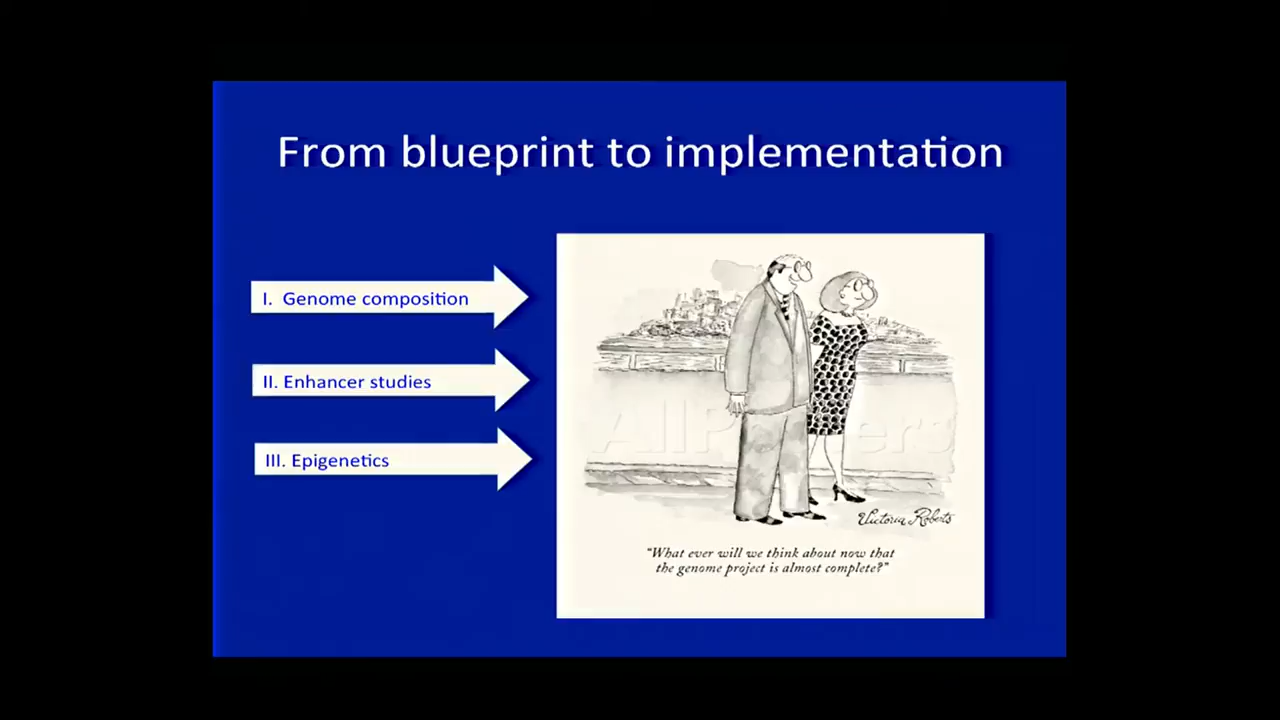 From blueprint to implementation
I. Genome composition
II. Enhancer studies
III. Epigenetics
AllPosters
Victoria Roberts
"What ever will we think about now that
the genome project is almost complete?"